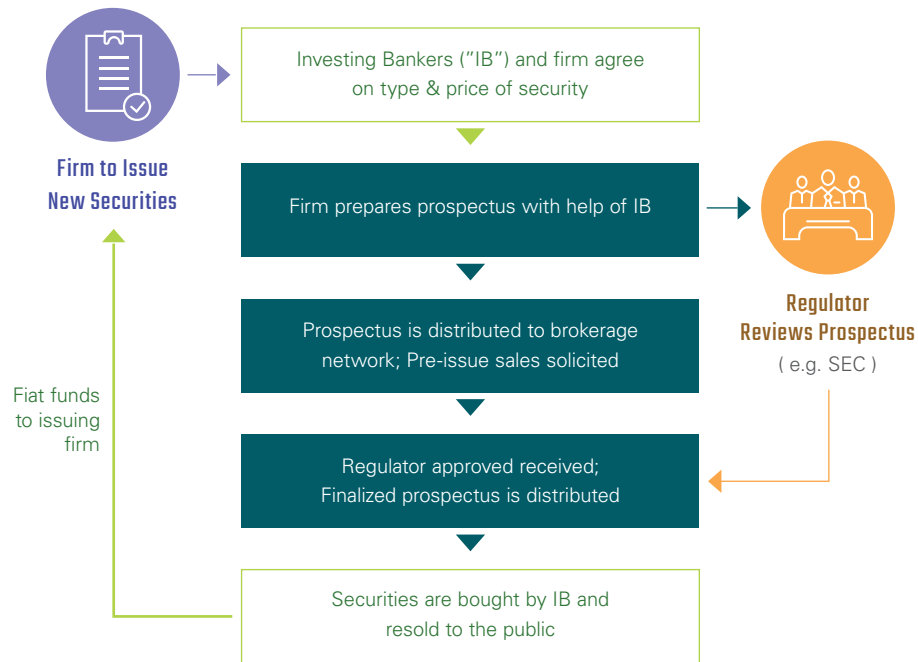 Investing Bankers (”IB”) and firm agree
on type & price of security
Firm to Issue
New Securities
Firm prepares prospectus with help of IB
Regulator
Reviews Prospectus
( e.g. SEC )
Prospectus is distributed to brokerage
network; Pre-issue sales solicited
Fiat funds
to issuing
firm
Regulator approved received;
Finalized prospectus is distributed
Securities are bought by IB and
resold to the public